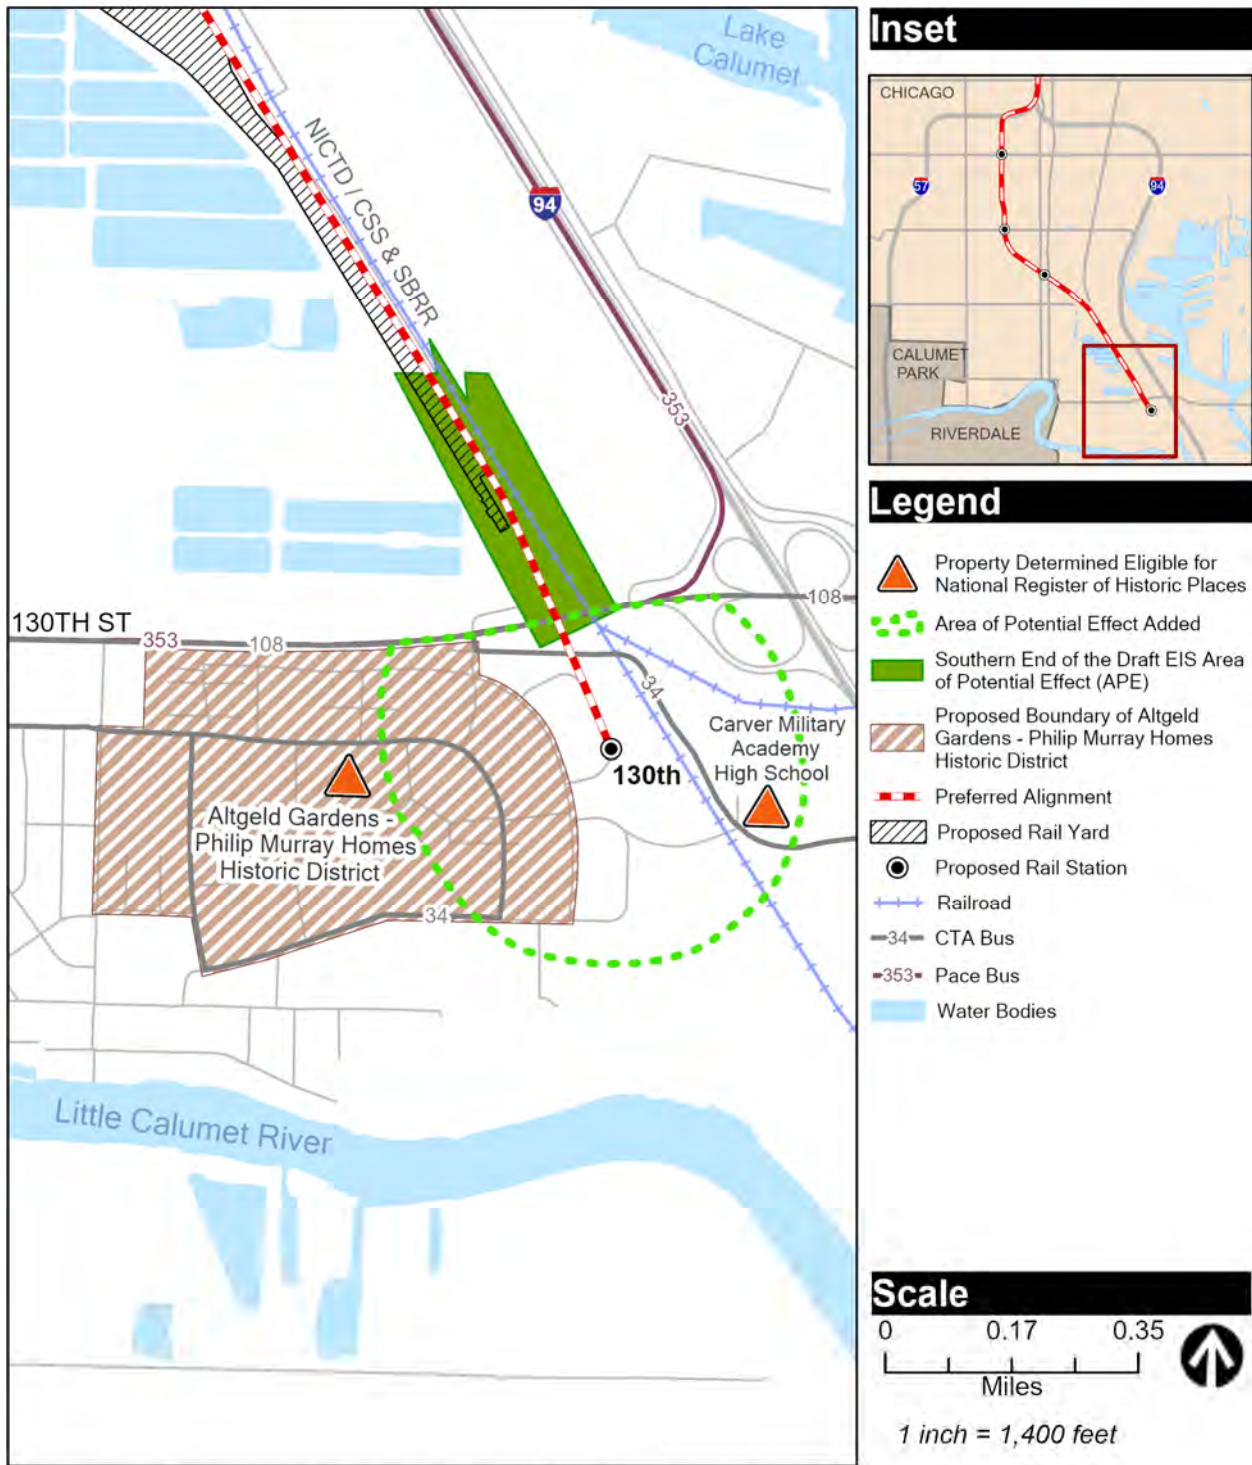 Lake
Calumet
NICTD / CSS & SBRR
94
353
130TH ST
353
108
108
34
Carver Military
Academy
High School
130th
Altgeld Gardens -
Philip Murray Homes
Historic District
34
Little Calumet River
Inset
CHICAGO
57
94
CALUMET
PARK
RIVERDALE
Legend
Property Determined Eligible for
National Register of Historic Places
Area of Potential Effect Added
Southern End of the Draft EIS Area
of Potential Effect (APE)
Proposed Boundary of Altgeld
Gardens - Philip Murray Homes
Historic District
Preferred Alignment
Proposed Rail Yard
Proposed Rail Station
Railroad
34 CTA Bus
353 Pace Bus
Water Bodies
Scale
0 0.17 0.35
Miles
1 inch = 1,400 feet